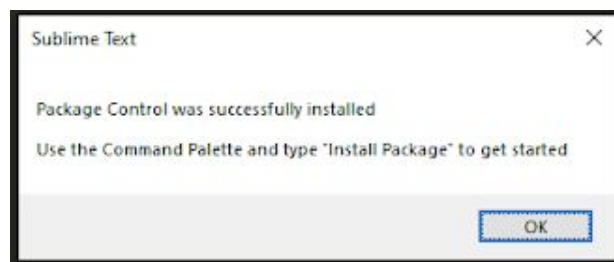 Sublime Text
Package Control was successfully installed
Use the Command Palette and type "Install Package" to get started
OK